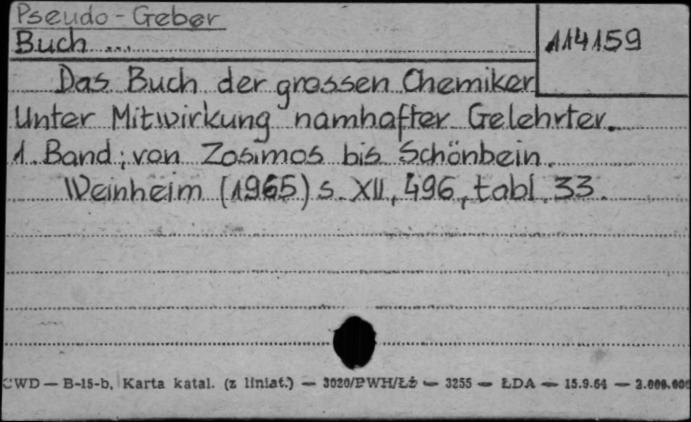 Pseudo-Geber
Buch ...
114159
Das Buch der grossen Chemiker
Unter Mitwirkung namhafter Gelehrter.
1. Band: von Zosimos bis Schönbein.
Weinheim (1965) s. XII, 496, tabl. 33.
CWD — B-15-b, Karta katal. (z liniat.) — 3020/PWH/Łż — 3255 — ŁDA — 15.9.64 — 2.000.000